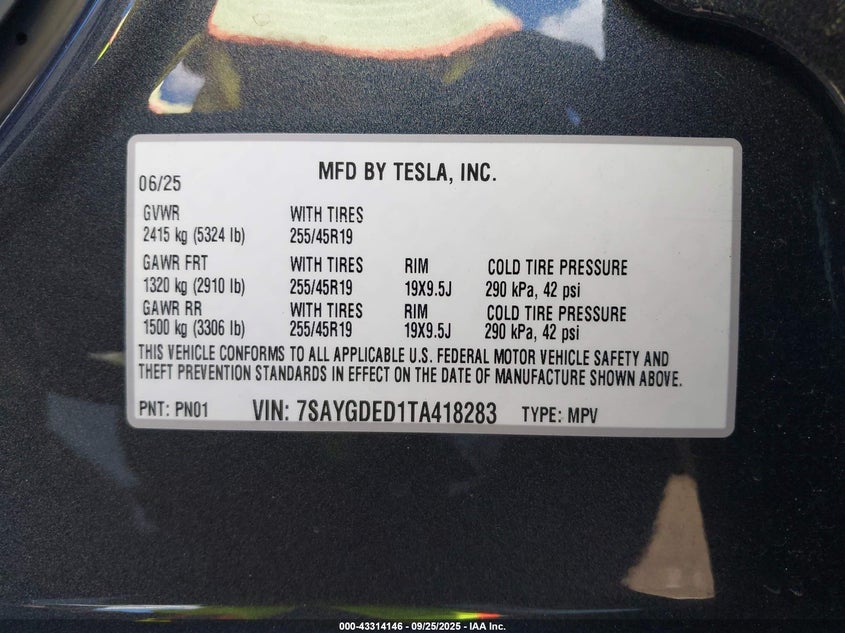 MFD BY TESLA, INC.
06/25
GVWR WITH TIRES
2415 kg (5324 lb) 255/45R19
GAWR FRT WITH TIRES RIM COLD TIRE PRESSURE
1320 kg (2910 lb) 255/45R19 19X9.5J 290 kPa, 42 psi
GAWR RR WITH TIRES RIM COLD TIRE PRESSURE
1500 kg (3306 lb) 255/45R19 19X9.5J 290 kPa, 42 psi
THIS VEHICLE CONFORMS TO ALL APPLICABLE U.S. FEDERAL MOTOR VEHICLE SAFETY AND
THEFT PREVENTION STANDARDS IN EFFECT ON THE DATE OF MANUFACTURE SHOWN ABOVE.
PNT: PN01 VIN: 7SAYGDED1TA418283 TYPE: MPV
000-43314146 - 09/25/2025 - IAA Inc.